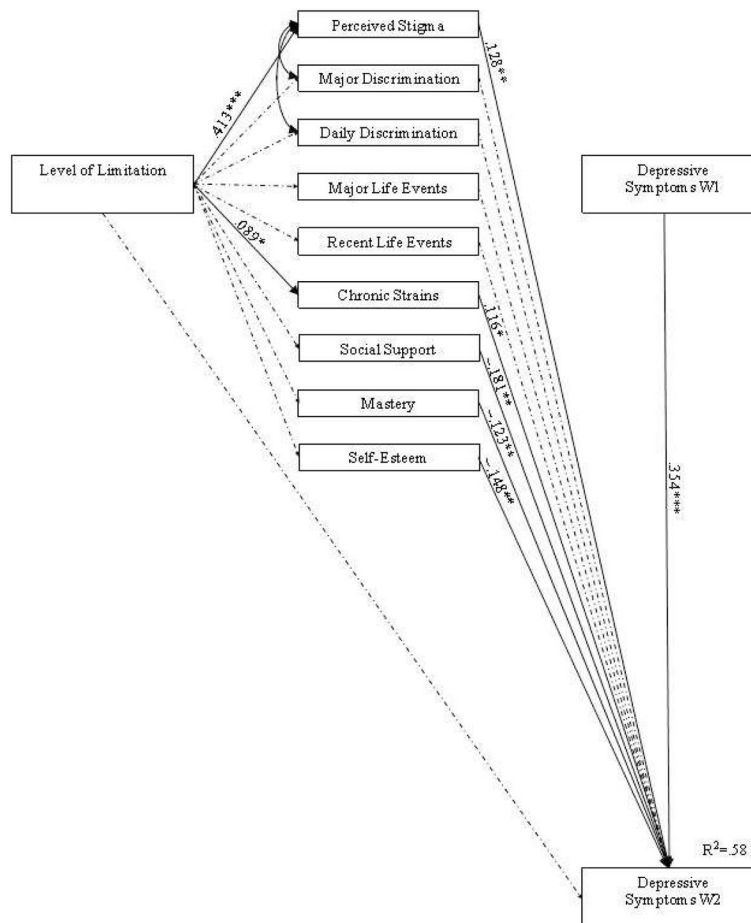 Perceived Stigma
.128**
Major Discrimination
.413***
Daily Discrimination
Level of Limitation
Depressive
Symptoms W1
Major Life Events
.089*
Recent Life Events
Chronic Strains
.116*
Social Support
-.181**
Mastery
-.123**
Self-Esteem
-.148**
.354***
R²=.58
Depressive
Symptoms W2